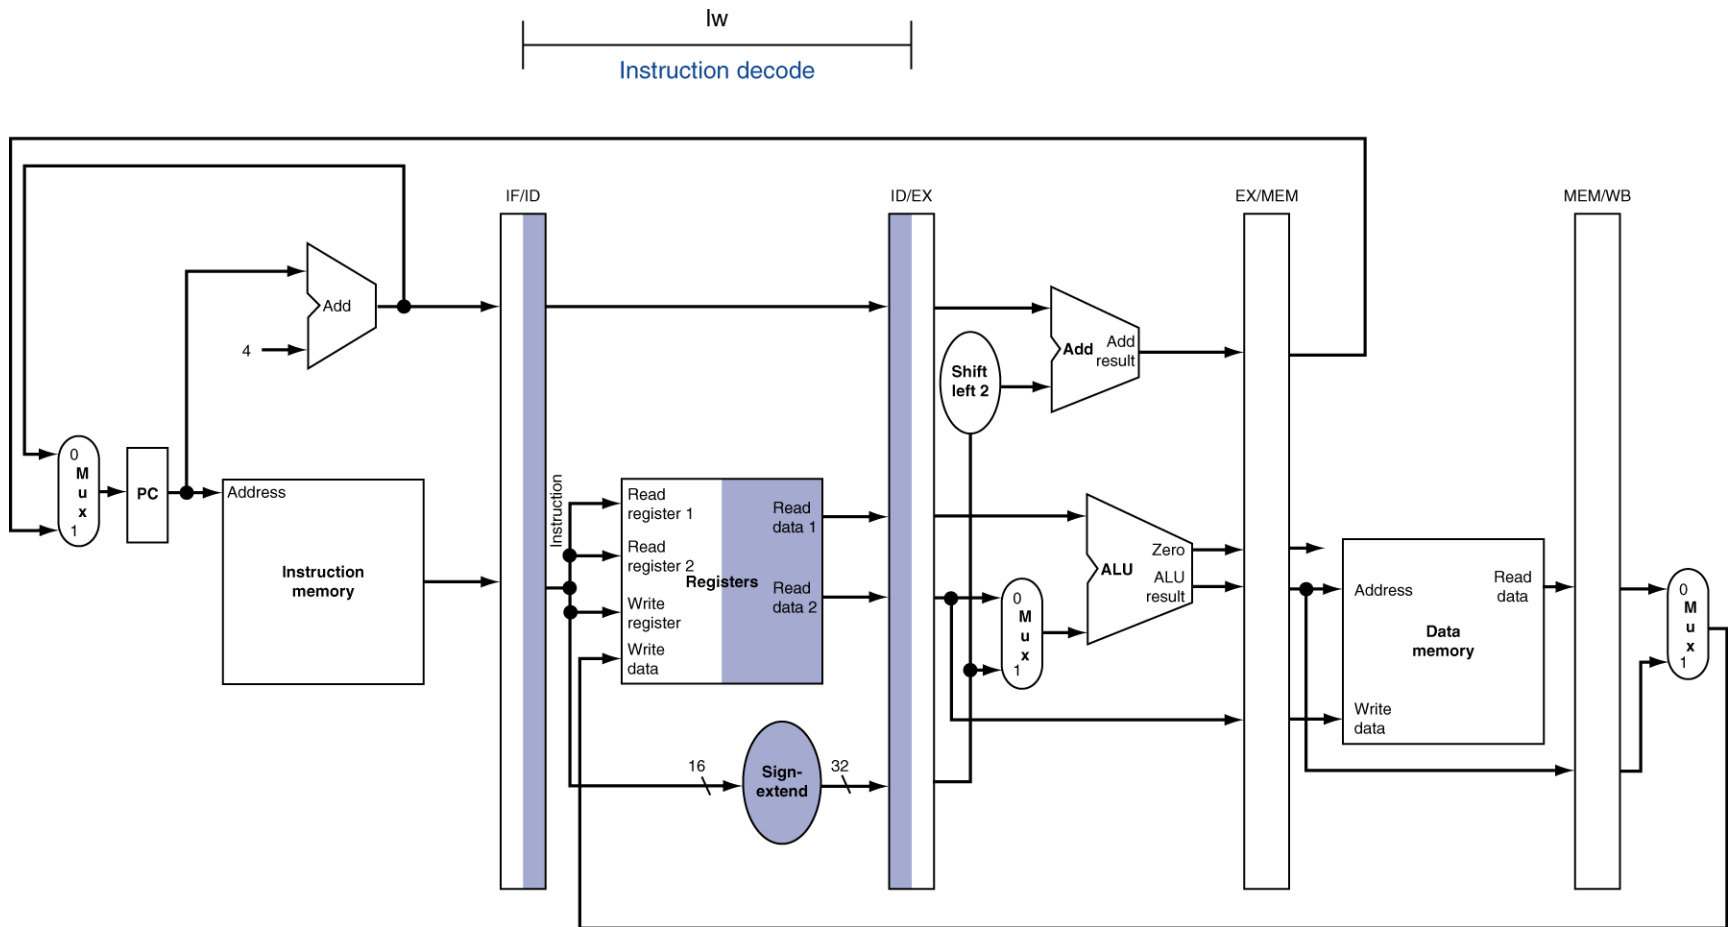 lw
Instruction decode
IF/ID
ID/EX
EX/MEM
MEM/WB
Add
4
Add
Add
result
Shift
left 2
0
M
u
x
1
PC
Address
Instruction
memory
Instruction
Read
register 1
Read
register 2
Write
register
Write
data
Registers
Read
data 1
Read
data 2
16
Sign-
extend
32
0
M
u
x
1
Zero
ALU
ALU
result
Address
Read
data
Data
memory
Write
data
0
M
u
x
1